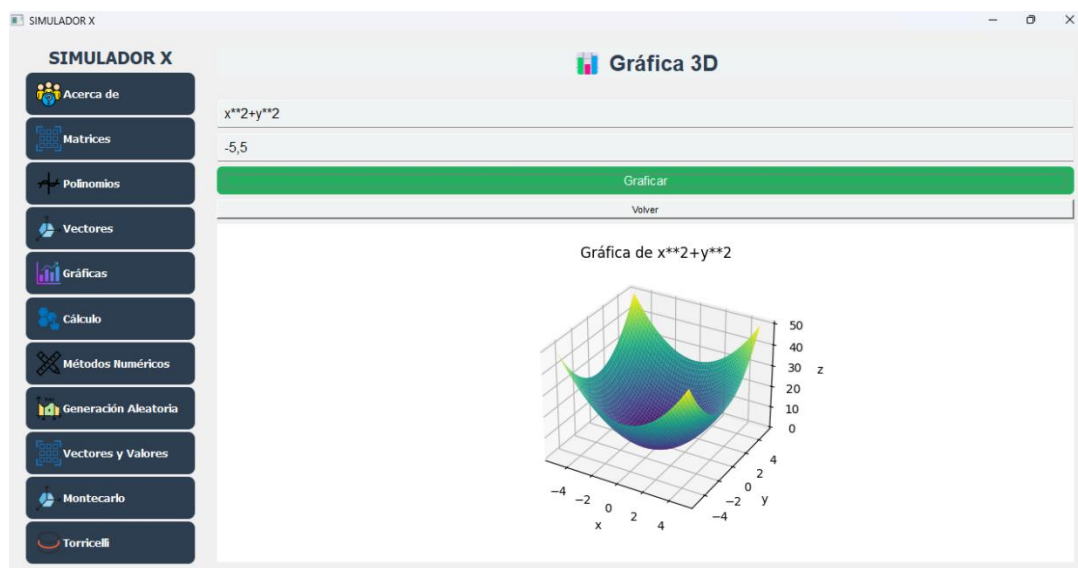 SIMULADOR X
SIMULADOR X
Acerca de
Matrices
Polinomios
Vectores
Gráficas
Cálculo
Métodos Numéricos
Generación Aleatoria
Vectores y Valores
Montecarlo
Torricelli
Gráfica 3D
x**2+y**2
-5,5
Graficar
Volver
Gráfica de x**2+y**2
50
40
30
20
10
0
z
4
2
0
−2
−4
y
−4
−2
0
2
4
x